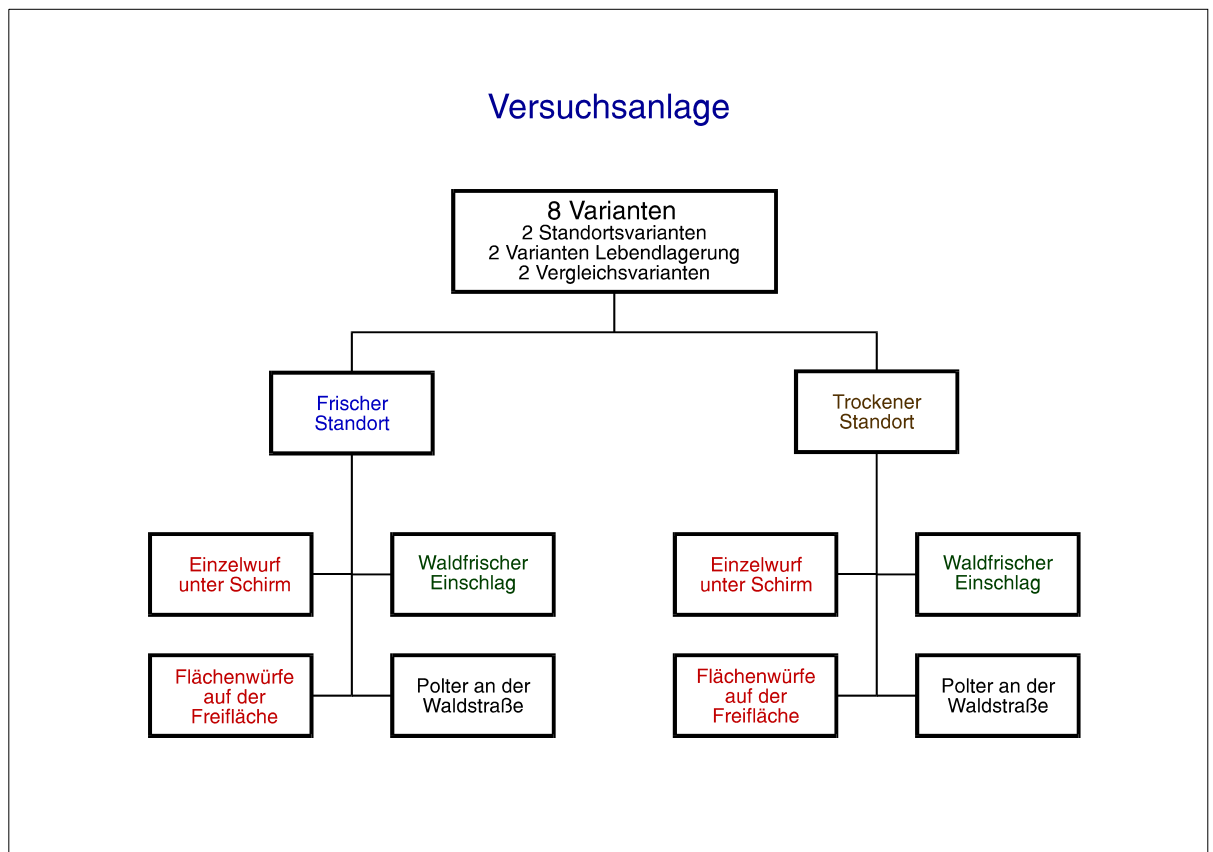 Versuchsanlage
8 Varianten
2 Standortsvarianten
2 Varianten Lebendlagerung
2 Vergleichsvarianten
Frischer
Standort
Trockener
Standort
Einzelwurf
unter Schirm
Waldfrischer
Einschlag
Einzelwurf
unter Schirm
Waldfrischer
Einschlag
Flächenwürfe
auf der
Freifläche
Polter an der
Waldstraße
Flächenwürfe
auf der
Freifläche
Polter an der
Waldstraße